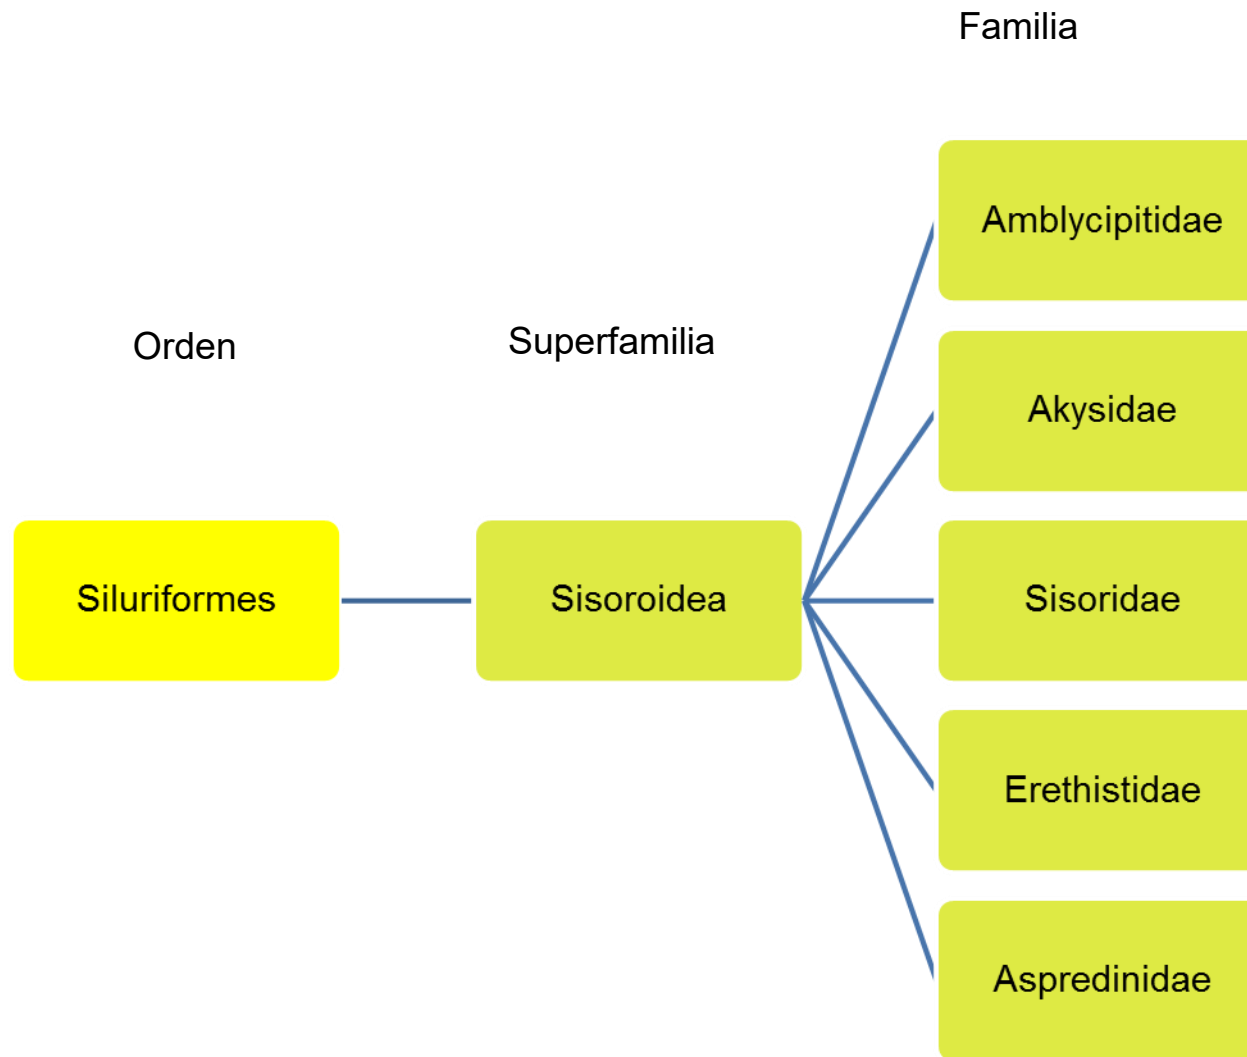 Familia
Amblycipitidae
Orden
Superfamilia
Akysidae
Siluriformes
Sisoroidea
Sisoridae
Erethistidae
Aspredinidae